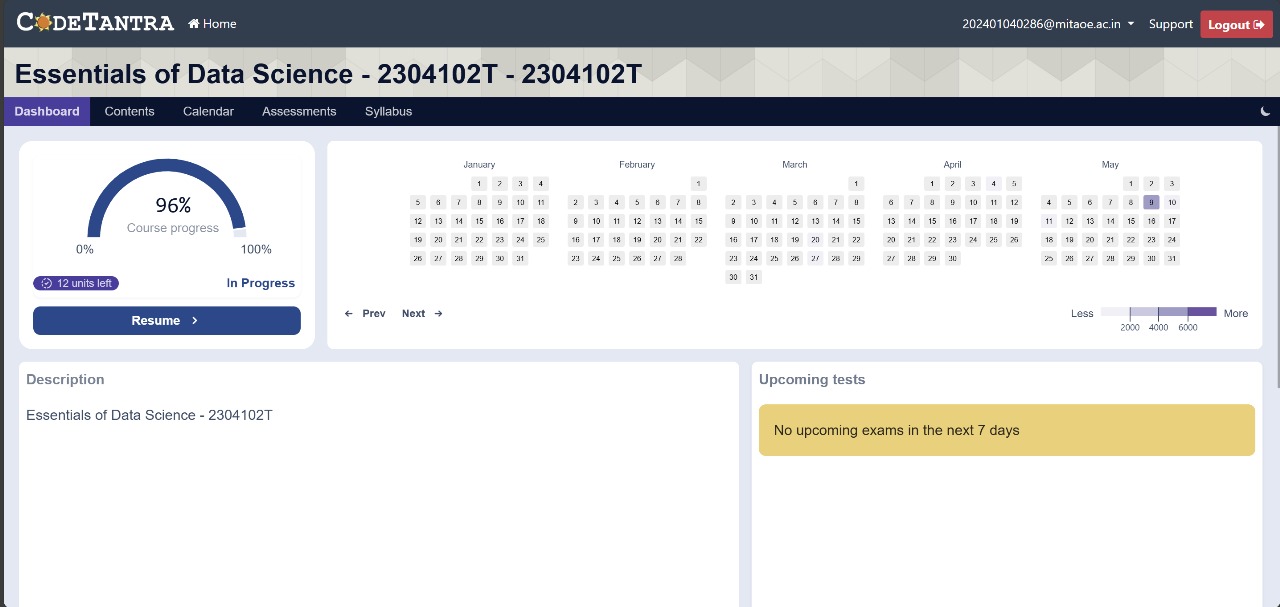 CODETANTRA Home 202401040286@mitaoe.ac.in Support Logout
Essentials of Data Science - 2304102T - 2304102T
Dashboard Contents Calendar Assessments Syllabus
96%
Course progress
0% 100%
12 units left In Progress
Resume
January February March April May
1 2 3 4 1 1 1 2 3 4 5 1 2 3
5 6 7 8 9 10 11 2 3 4 5 6 7 8 2 3 4 5 6 7 8 6 7 8 9 10 11 12 4 5 6 7 8 9 10
12 13 14 15 16 17 18 9 10 11 12 13 14 15 9 10 11 12 13 14 15 13 14 15 16 17 18 19 11 12 13 14 15 16 17
19 20 21 22 23 24 25 16 17 18 19 20 21 22 16 17 18 19 20 21 22 20 21 22 23 24 25 26 18 19 20 21 22 23 24
26 27 28 29 30 31 23 24 25 26 27 28 23 24 25 26 27 28 29 27 28 29 30 25 26 27 28 29 30 31
30 31
Prev Next Less More
2000 4000 6000
Description
Essentials of Data Science - 2304102T
Upcoming tests
No upcoming exams in the next 7 days